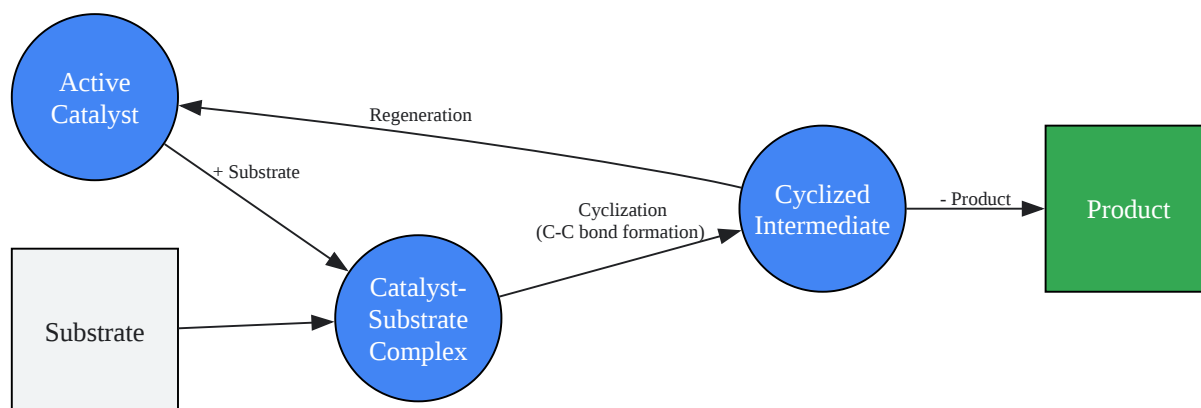 Active
Catalyst
Regeneration
+ Substrate
Cyclization
(C-C bond formation)
Cyclized
Intermediate
- Product
Product
Substrate
Catalyst-
Substrate
Complex